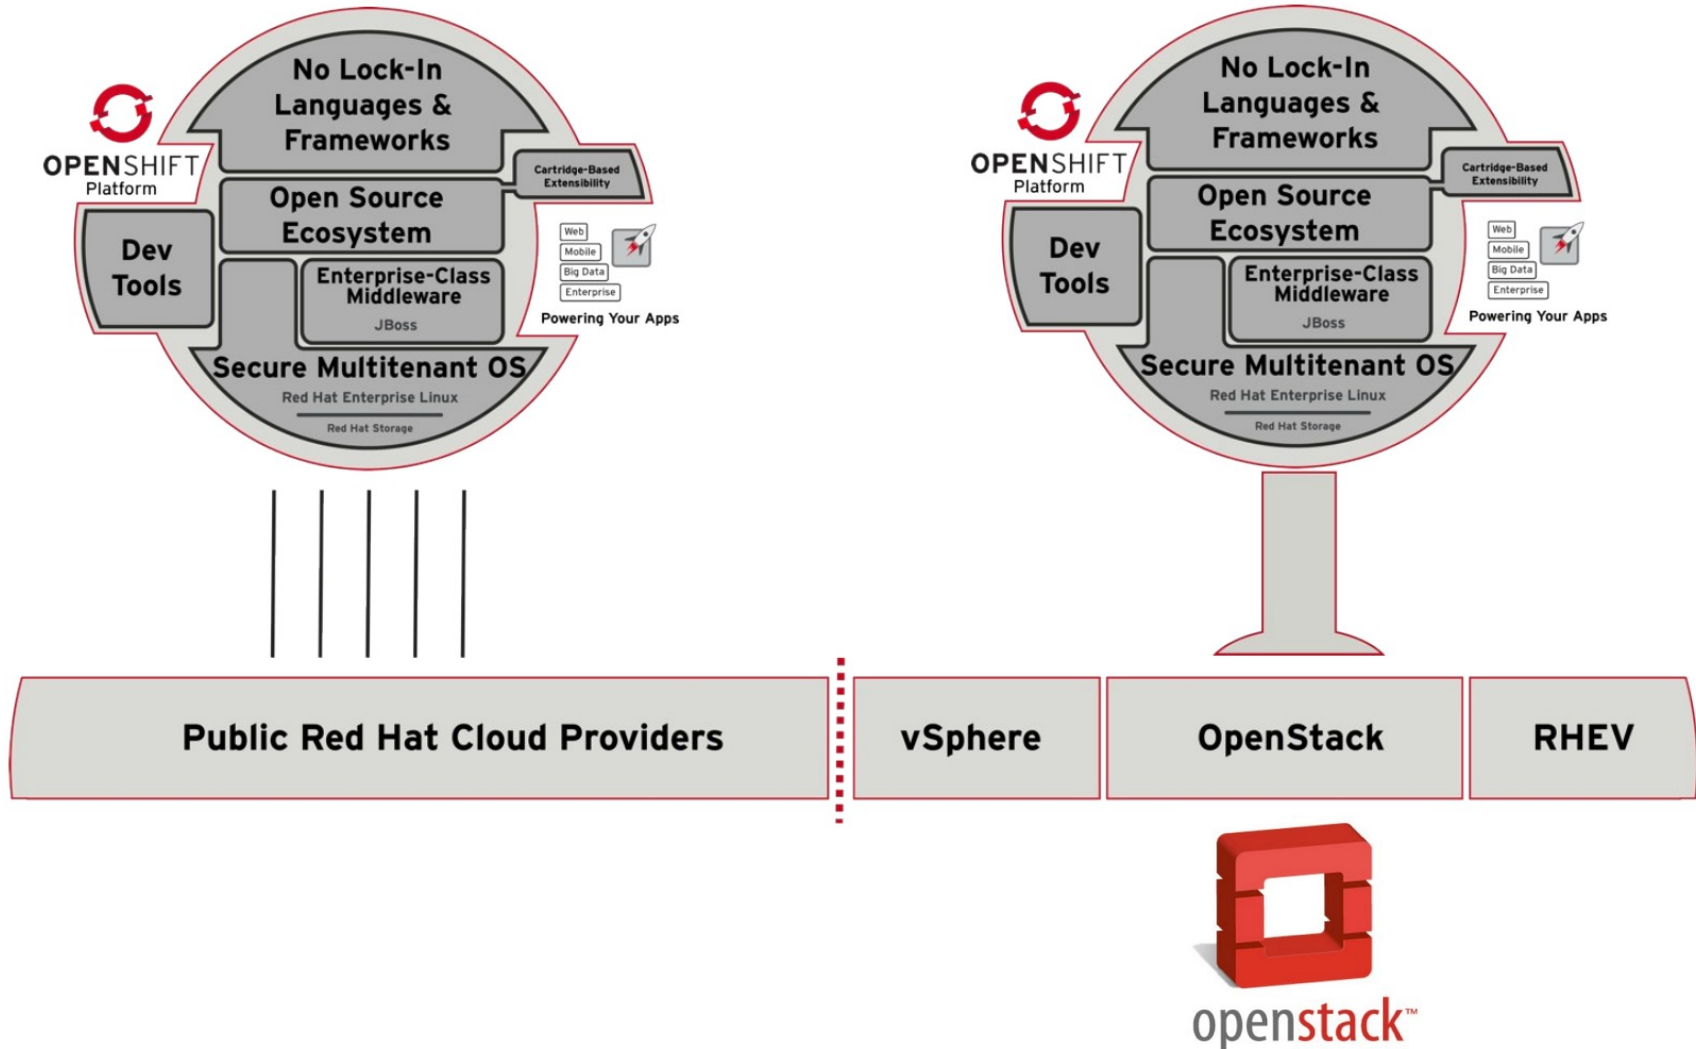 No Lock-In
Languages &
Frameworks
OPENSHIFT
Platform
Cartridge-Based
Extensibility
Open Source
Ecosystem
Dev
Tools
Web
Mobile
Big Data
Enterprise
Powering Your Apps
Enterprise-Class
Middleware
JBoss
Secure Multitenant OS
Red Hat Enterprise Linux
Red Hat Storage
No Lock-In
Languages &
Frameworks
OPENSHIFT
Platform
Cartridge-Based
Extensibility
Open Source
Ecosystem
Dev
Tools
Web
Mobile
Big Data
Enterprise
Powering Your Apps
Enterprise-Class
Middleware
JBoss
Secure Multitenant OS
Red Hat Enterprise Linux
Red Hat Storage
Public Red Hat Cloud Providers
vSphere
OpenStack
RHEV
openstack™